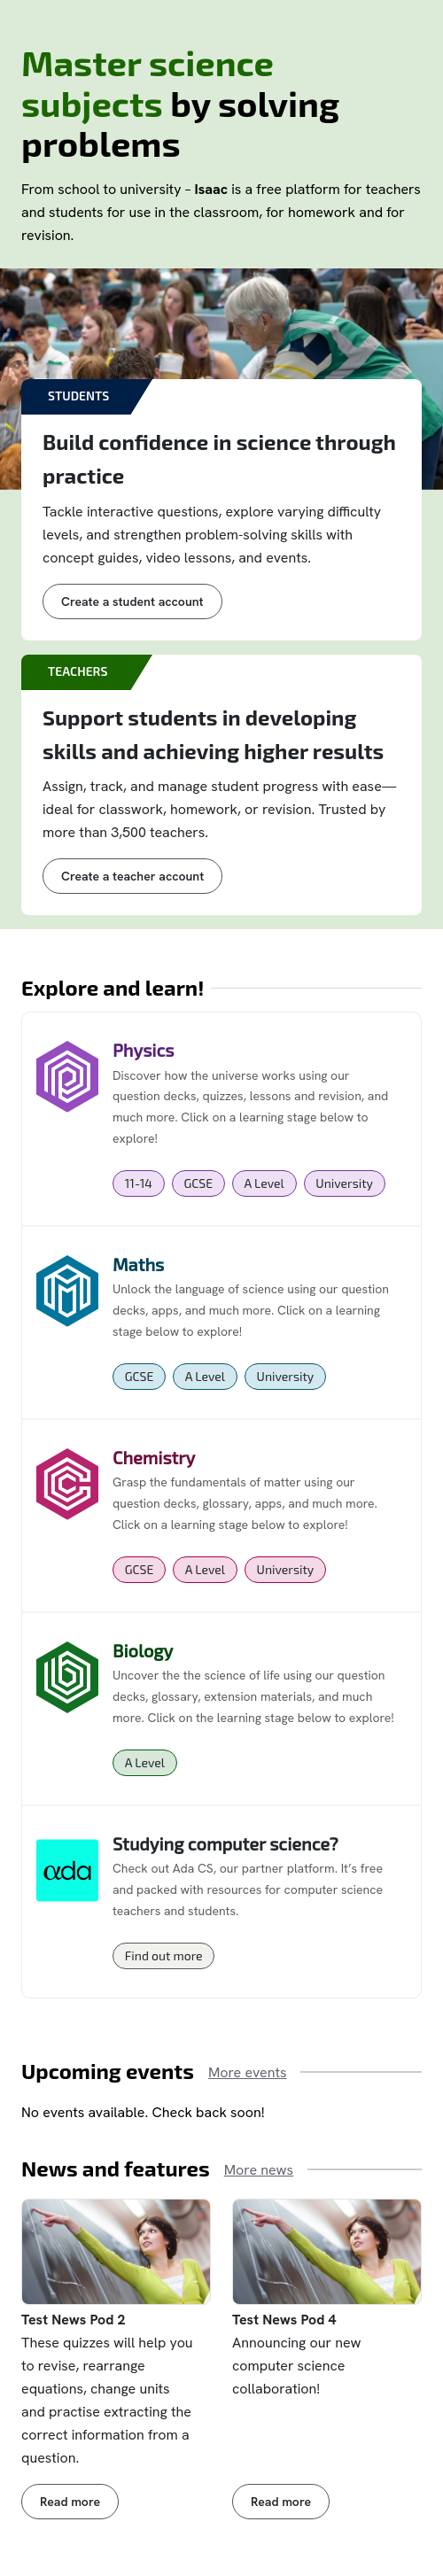 Master science
subjects by solving
problems
From school to university – Isaac is a free platform for teachers
and students for use in the classroom, for homework and for
revision.
STUDENTS
Build confidence in science through
practice
Tackle interactive questions, explore varying difficulty
levels, and strengthen problem-solving skills with
concept guides, video lessons, and events.
Create a student account
TEACHERS
Support students in developing
skills and achieving higher results
Assign, track, and manage student progress with ease—
ideal for classwork, homework, or revision. Trusted by
more than 3,500 teachers.
Create a teacher account
Explore and learn!
Physics
Discover how the universe works using our
question decks, quizzes, lessons and revision, and
much more. Click on a learning stage below to
explore!
11-14 GCSE A Level University
Maths
Unlock the language of science using our question
decks, apps, and much more. Click on a learning
stage below to explore!
GCSE A Level University
Chemistry
Grasp the fundamentals of matter using our
question decks, glossary, apps, and much more.
Click on a learning stage below to explore!
GCSE A Level University
Biology
Uncover the the science of life using our question
decks, glossary, extension materials, and much
more. Click on the learning stage below to explore!
A Level
ada
Studying computer science?
Check out Ada CS, our partner platform. It’s free
and packed with resources for computer science
teachers and students.
Find out more
Upcoming events More events
No events available. Check back soon!
News and features More news
Test News Pod 2
These quizzes will help you
to revise, rearrange
equations, change units
and practise extracting the
correct information from a
question.
Read more
Test News Pod 4
Announcing our new
computer science
collaboration!
Read more